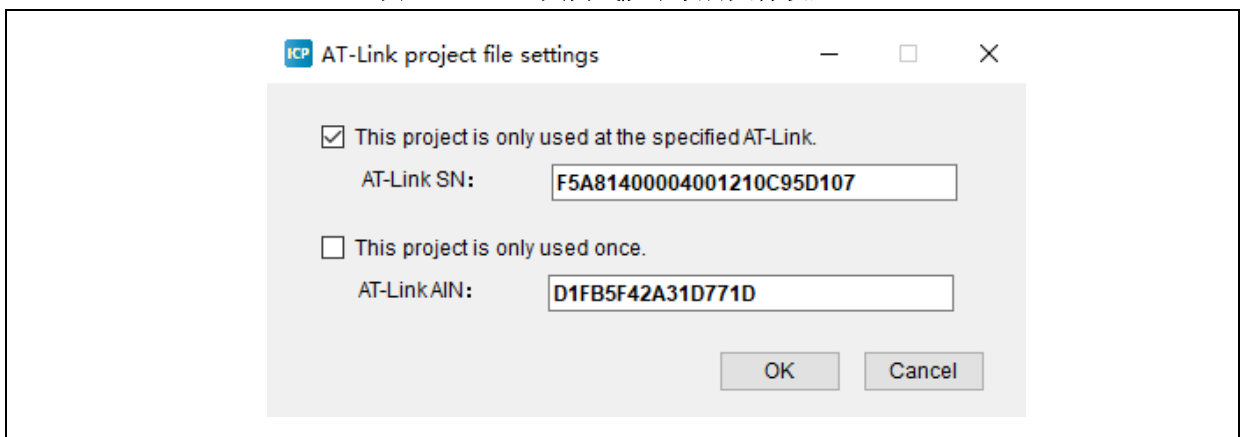 ICP AT-Link project file settings
This project is only used at the specified AT-Link.
AT-Link SN： F5A81400004001210C95D107
This project is only used once.
AT-Link AIN： D1FB5F42A31D771D
OK Cancel